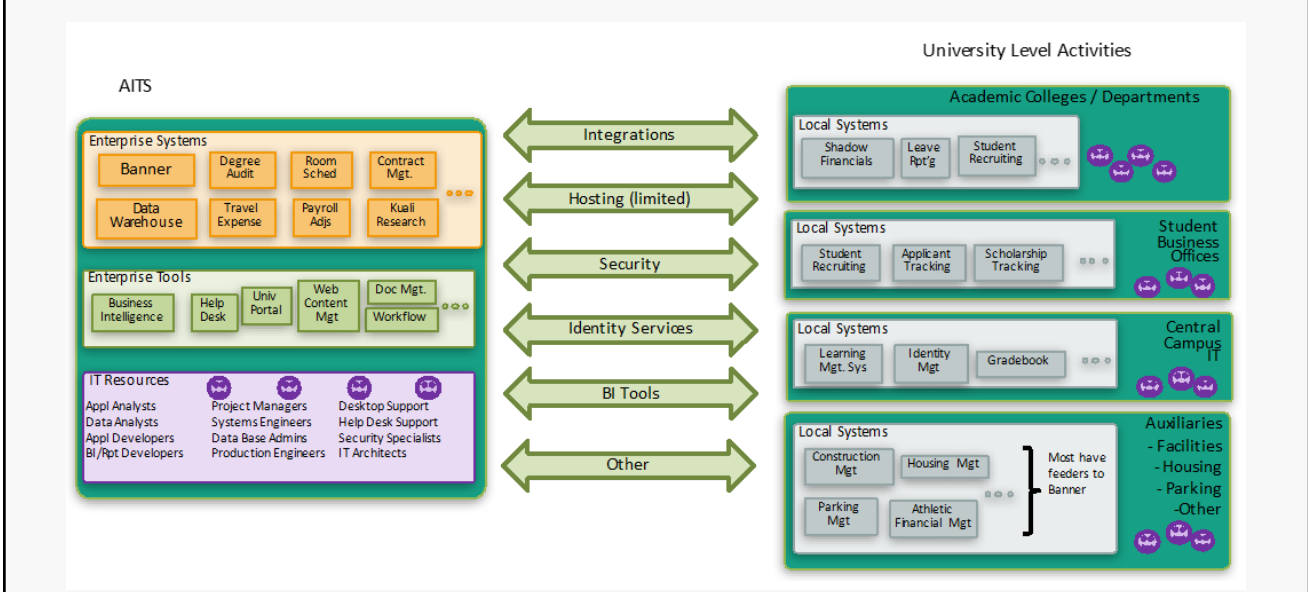 University Level Activities
AITS
Enterprise Systems
Banner
Degree
Audit
Room
Sched
Contract
Mgt.
Data
Warehouse
Travel
Expense
Payroll
Adjs
Kuali
Research
Enterprise Tools
Business
Intelligence
Help
Desk
Univ
Portal
Web
Content
Mgt
Doc Mgt.
Workflow
IT Resources
Appl Analysts
Data Analysts
Appl Developers
BI/Rpt Developers
Project Managers
Systems Engineers
Data Base Admins
Production Engineers
Desktop Support
Help Desk Support
Security Specialists
IT Architects
Integrations
Hosting (limited)
Security
Identity Services
BI Tools
Other
Academic Colleges / Departments
Local Systems
Shadow
Financials
Leave
Rpt'g
Student
Recruiting
Local Systems
Student
Recruiting
Applicant
Tracking
Scholarship
Tracking
Student
Business
Offices
Local Systems
Learning
Mgt. Sys
Identity
Mgt
Gradebook
Central
Campus
IT
Local Systems
Construction
Mgt
Housing Mgt
Parking
Mgt
Athletic
Financial Mgt
Most have
feeders to
Banner
Auxiliaries
- Facilities
-Housing
- Parking
-Other